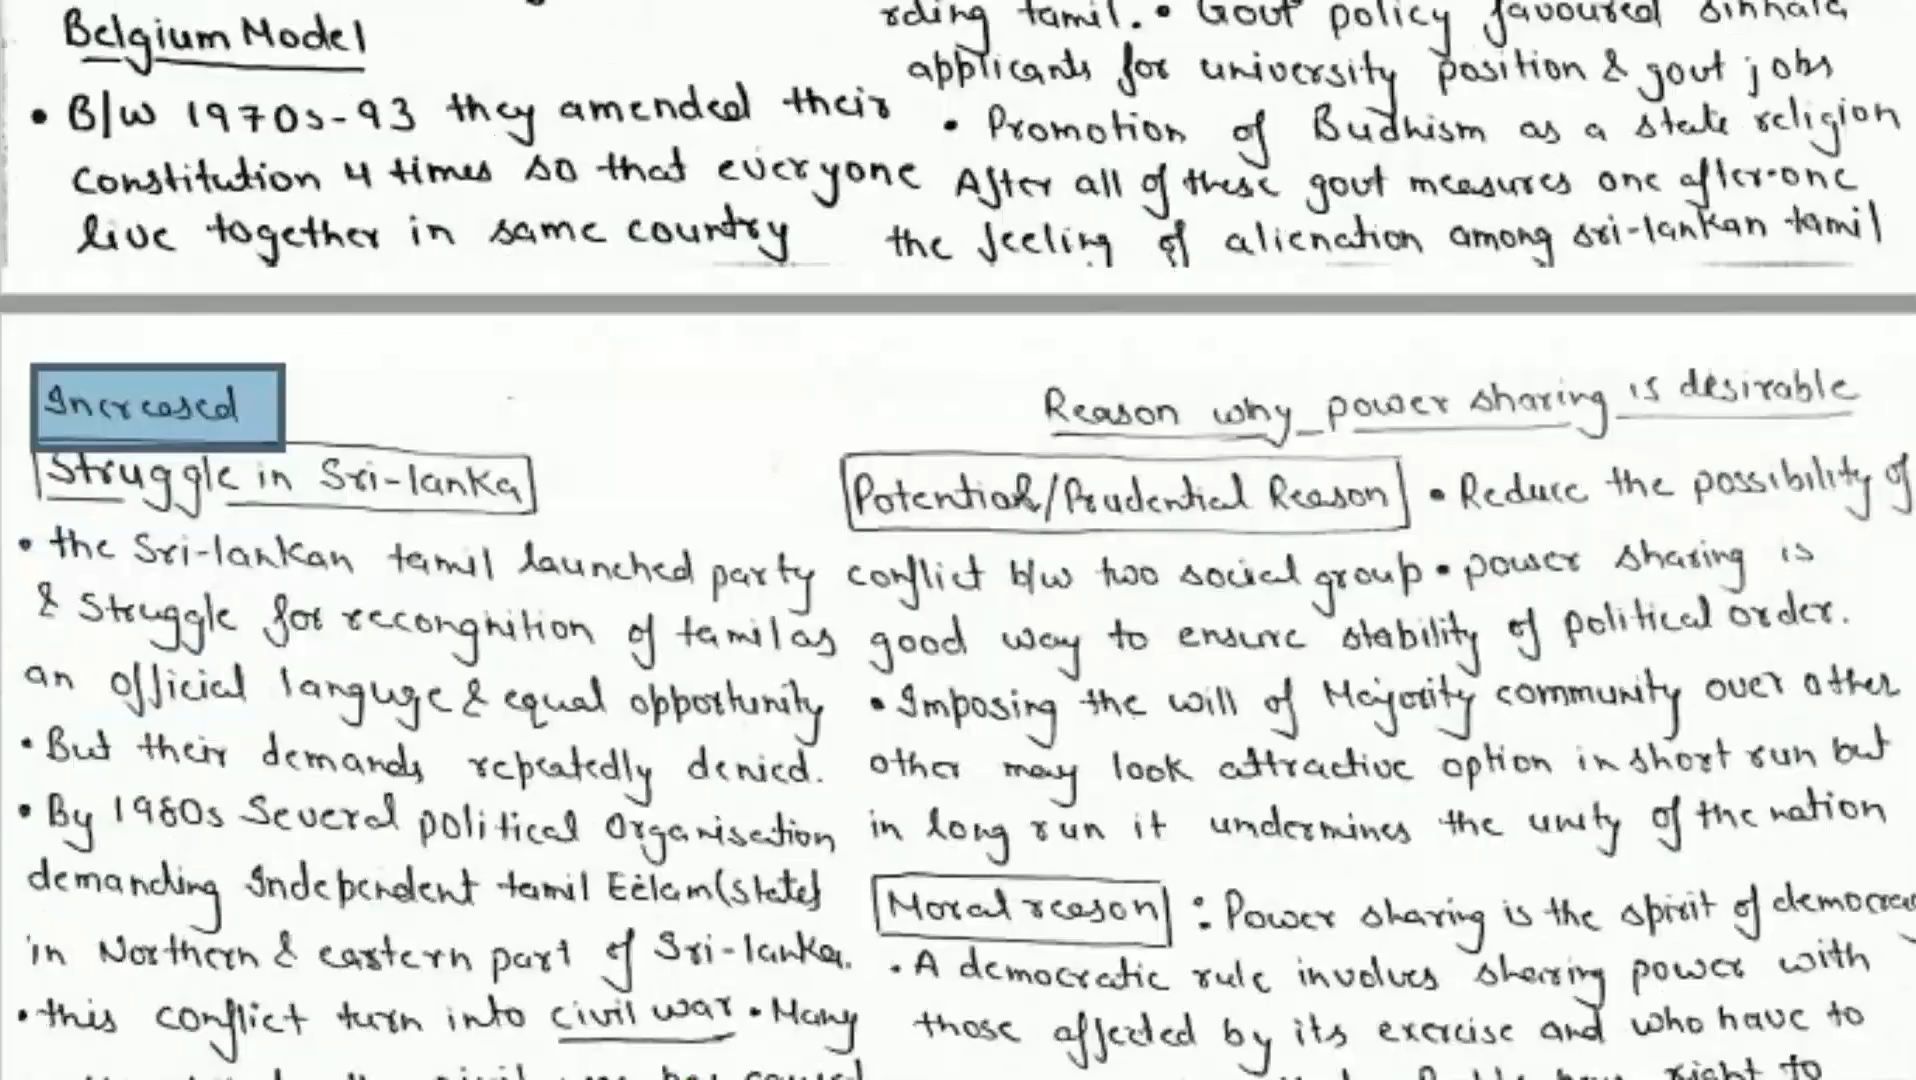 Belgium Model
• B/W 1970s-93 they amended their
Constitution 4 times so that everyone
live together in same country
rding tamil. • Govt policy favoured Sinhala
applicants for university position & govt jobs
• Promotion of Budhism as a state religion
After all of these govt measures one after-one
the feeling of alienation among sri-lankan tamil
Increased
Struggle in Sri-lanka
• the Sri-lankan tamil launched party
& Struggle for recongnition of tamil as
an official languge & equal opportunity
• But their demands repeatedly denied.
• By 1980s Several political Organisation
demanding Independent tamil Eelam (state)
in Northern & eastern part of Sri-lanka.
• this conflict turn into civil war • Many
Reason why power sharing is desirable
Potential/Prudential Reason • Reduce the possibility of
conflict b/w two social group • power sharing is
good way to ensure stability of political order.
• Imposing the will of Majority community over other
other may look attractive option in short run but
in long run it undermines the unity of the nation
Moral reason : Power sharing is the spirit of democracy
• A democratic rule involves sharing power with
those affected by its exercise and who have to
right to